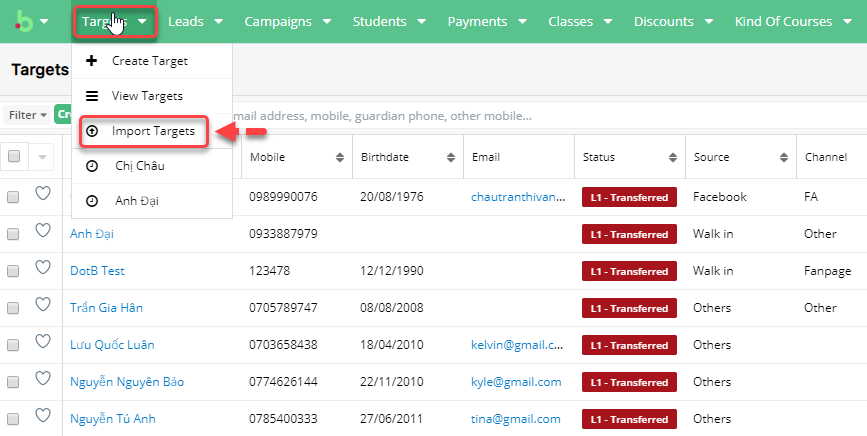 Targets Leads Campaigns Students Payments Classes Discounts Kind Of Courses
Targets
Create Target
View Targets
Filter Cr mail address, mobile, guardian phone, other mobile...
Import Targets
Mobile Birthdate Email Status Source Channel
Chị Châu
0989990076 20/08/1976 chautranthivan... L1 - Transferred Facebook FA
Anh Đại
Anh Đại 0933887979 L1 - Transferred Walk in Other
DotB Test 123478 12/12/1990 L1 - Transferred Walk in Fanpage
Trần Gia Hân 0705789747 08/08/2008 L1 - Transferred Others Other
Lưu Quốc Luân 0703658438 18/04/2010 kelvin@gmail.c... L1 - Transferred Others
Nguyễn Nguyên Bảo 0774626144 22/11/2010 kyle@gmail.com L1 - Transferred Others
Nguyễn Tú Anh 0785400333 27/06/2011 tina@gmail.com L1 - Transferred Others